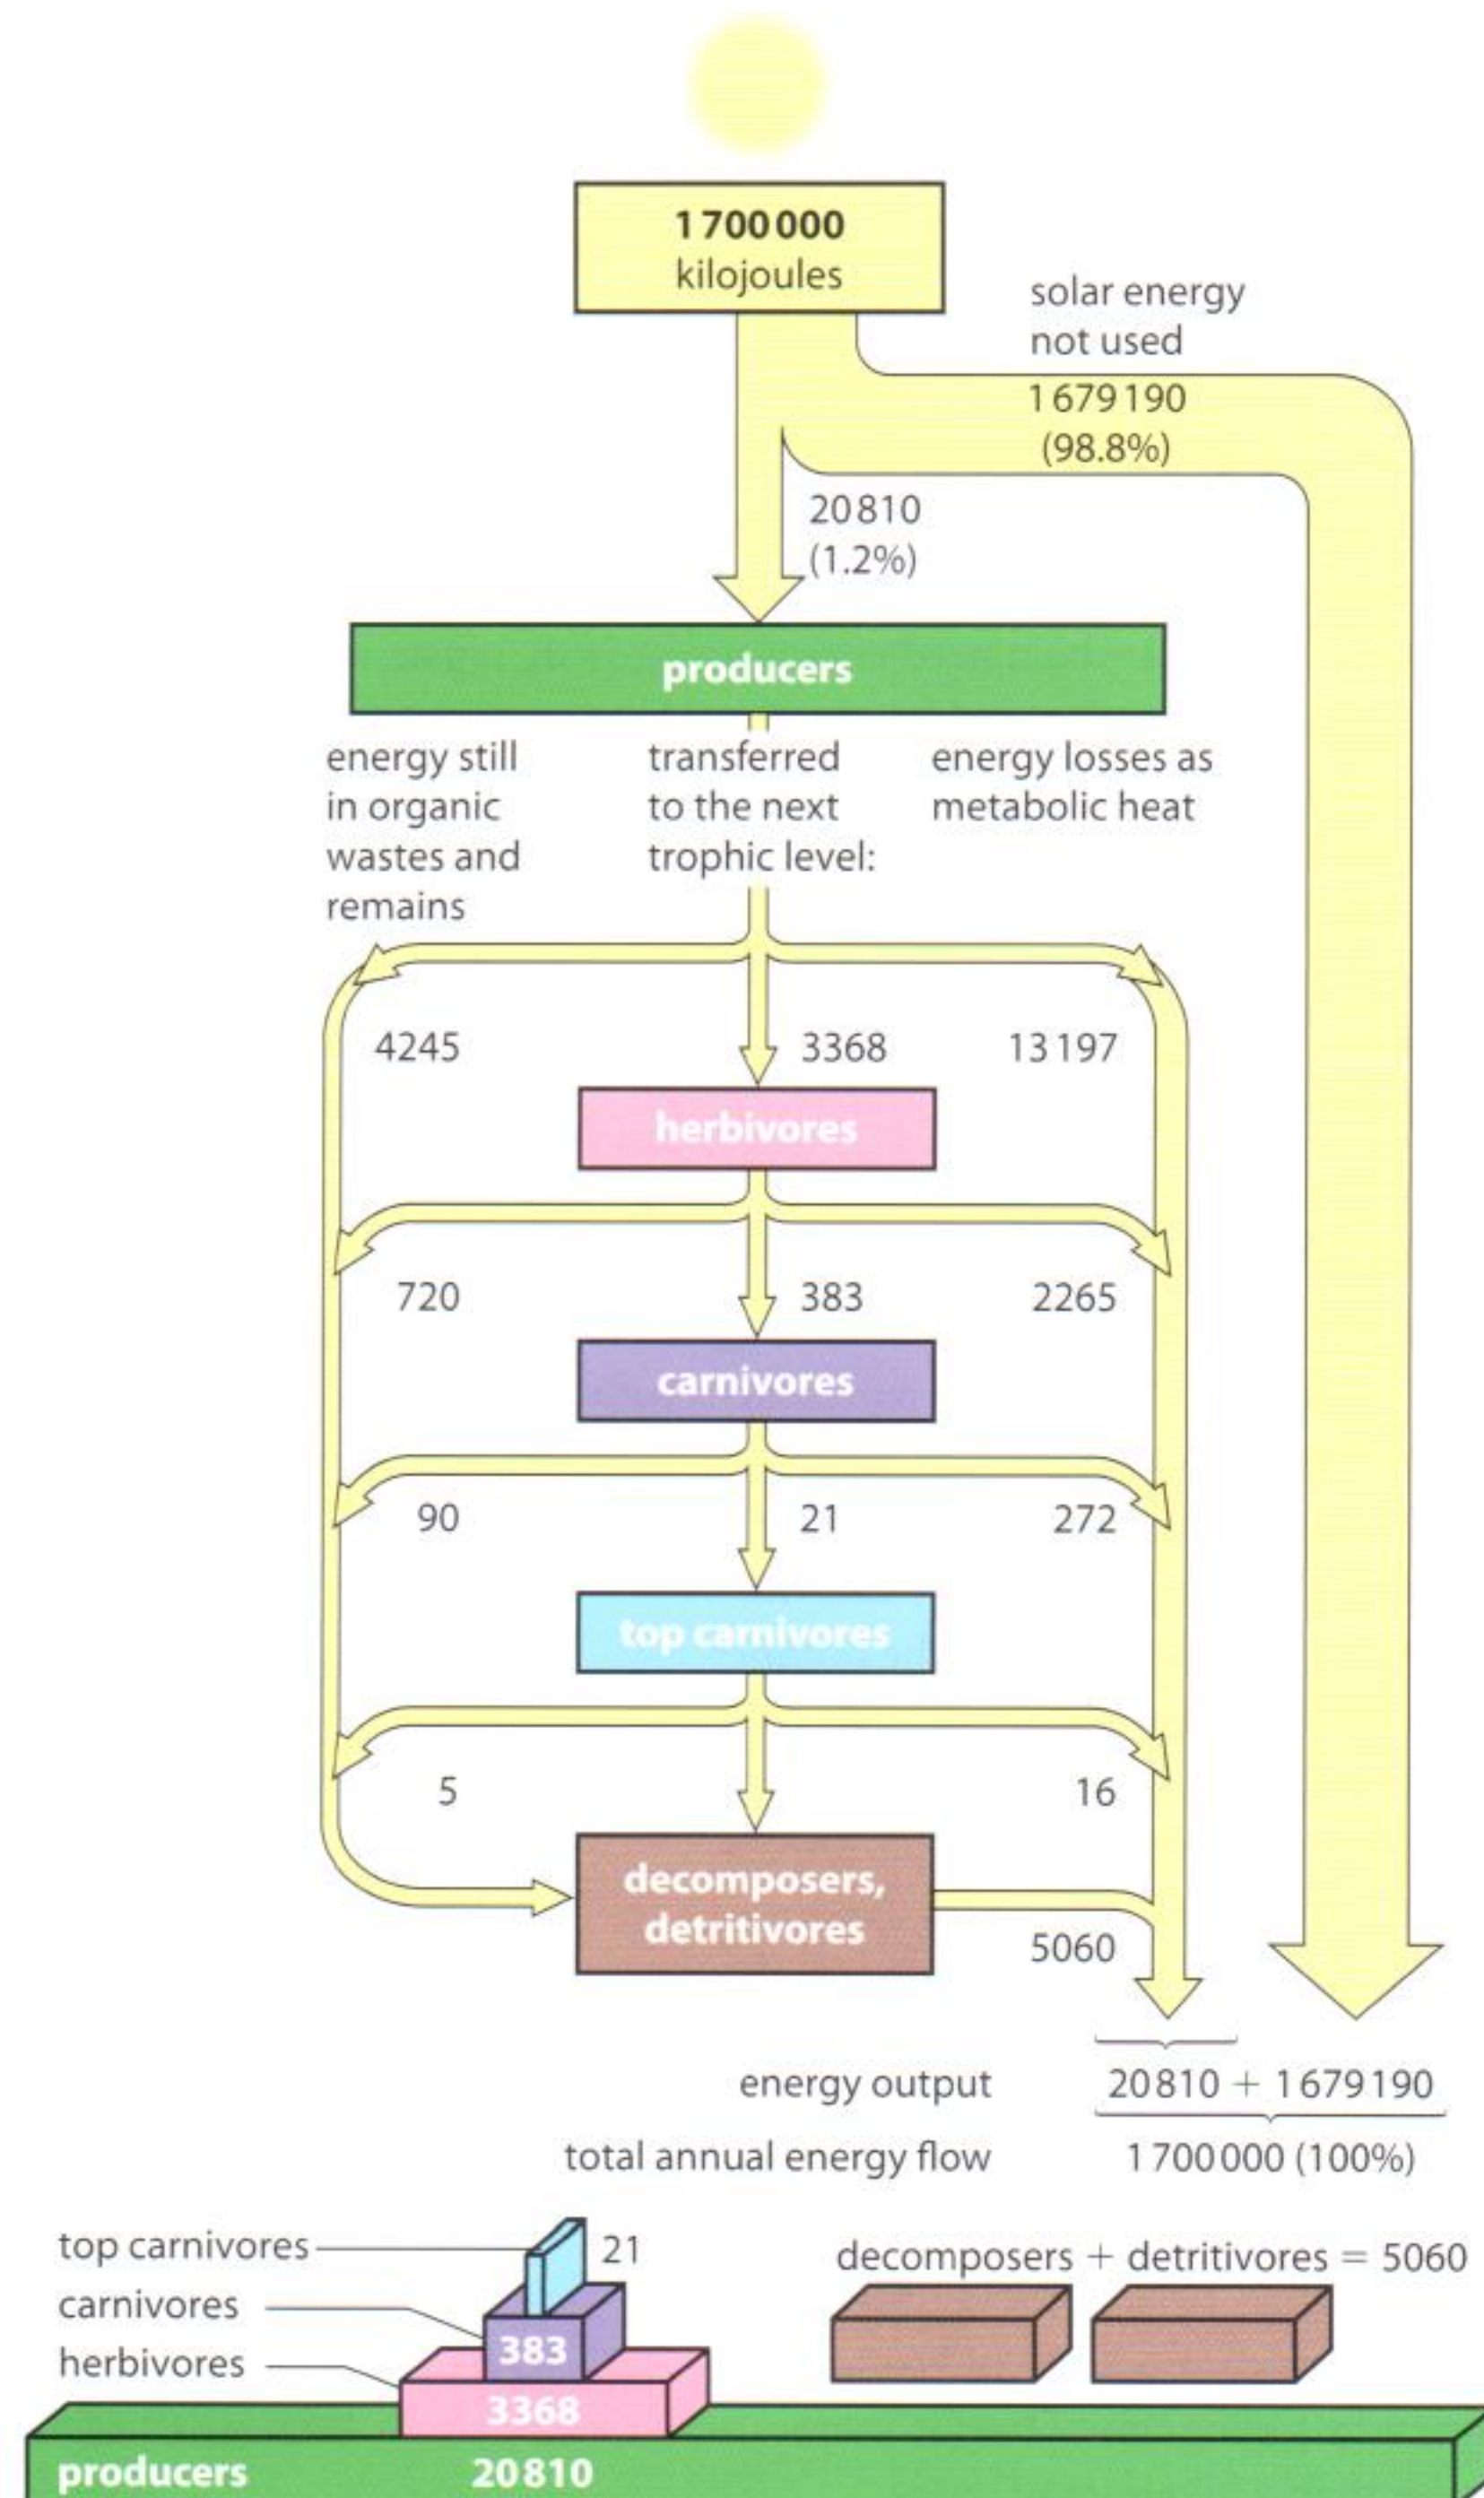 1 700 000
kilojoules
solar energy
not used
1 679 190
(98.8%)
20 810
(1.2%)
producers
energy still
in organic
wastes and
remains
transferred
to the next
trophic level:
energy losses as
metabolic heat
4245 3368 13 197
herbivores
720 383 2265
carnivores
90 21 272
top carnivores
5 16
decomposers,
detritivores
5060
energy output 20 810 + 1 679 190
total annual energy flow 1 700 000 (100%)
top carnivores 21
decomposers + detritivores = 5060
carnivores
383
herbivores
3368
producers 20 810